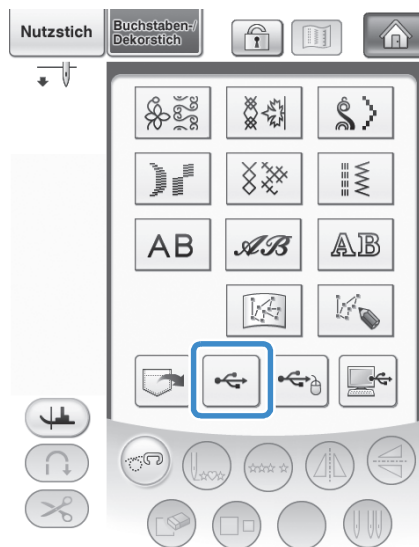 Nutzstich
Buchstaben-/
Dekorstich
AB
AB
AB